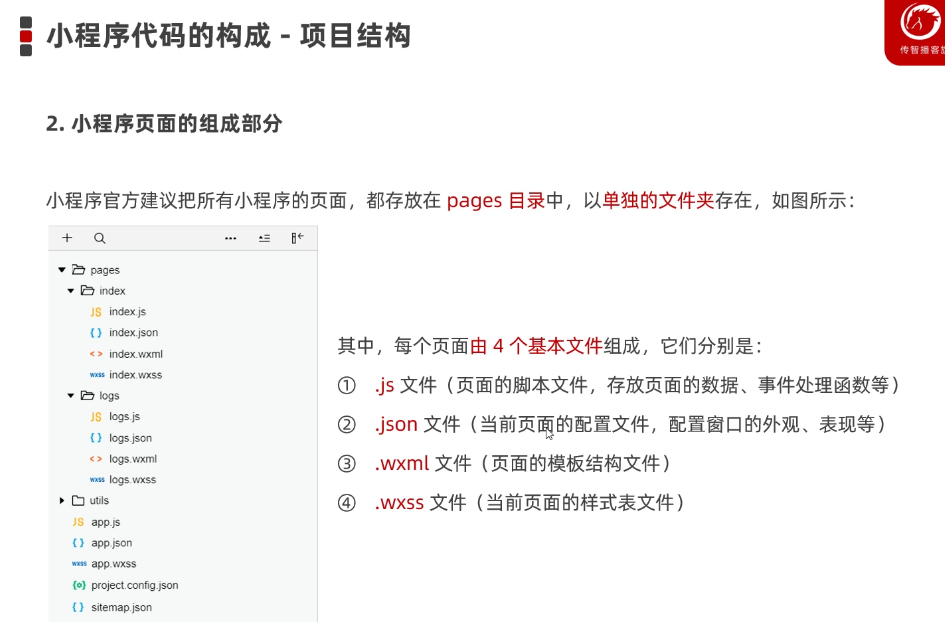 小程序代码的构成 - 项目结构
传智播客旗
2. 小程序页面的组成部分
小程序官方建议把所有小程序的页面，都存放在 pages 目录中，以单独的文件夹存在，如图所示：
pages
index
JS index.js
{ } index.json
< > index.wxml
wxss index.wxss
logs
JS logs.js
{ } logs.json
< > logs.wxml
wxss logs.wxss
utils
JS app.js
{ } app.json
wxss app.wxss
{o} project.config.json
{ } sitemap.json
其中，每个页面由 4 个基本文件组成，它们分别是：
① .js 文件（页面的脚本文件，存放页面的数据、事件处理函数等）
② .json 文件（当前页面的配置文件，配置窗口的外观、表现等）
③ .wxml 文件（页面的模板结构文件）
④ .wxss 文件（当前页面的样式表文件）